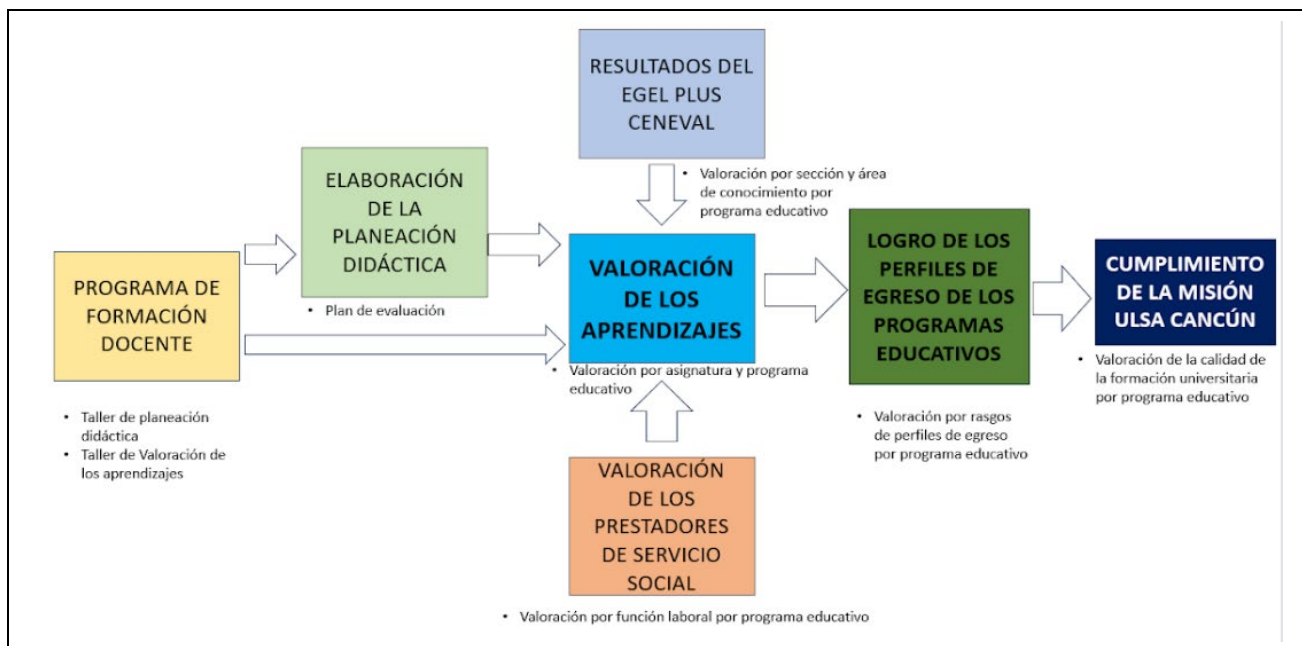 RESULTADOS DEL
EGEL PLUS
CENEVAL
• Valoración por sección y área
de conocimiento por
programa educativo
ELABORACIÓN
DE LA
PLANEACIÓN
DIDÁCTICA
• Plan de evaluación
PROGRAMA DE
FORMACIÓN
DOCENTE
• Taller de planeación
didáctica
• Taller de Valoración de
los aprendizajes
VALORACIÓN
DE LOS
APRENDIZAJES
• Valoración por asignatura y programa
educativo
LOGRO DE LOS
PERFILES DE
EGRESO DE LOS
PROGRAMAS
EDUCATIVOS
• Valoración por rasgos
de perfiles de egreso
por programa educativo
CUMPLIMIENTO
DE LA MISIÓN
ULSA CANCÚN
• Valoración de la calidad de
la formación universitaria
por programa educativo
VALORACIÓN
DE LOS
PRESTADORES
DE SERVICIO
SOCIAL
• Valoración por función laboral por programa educativo